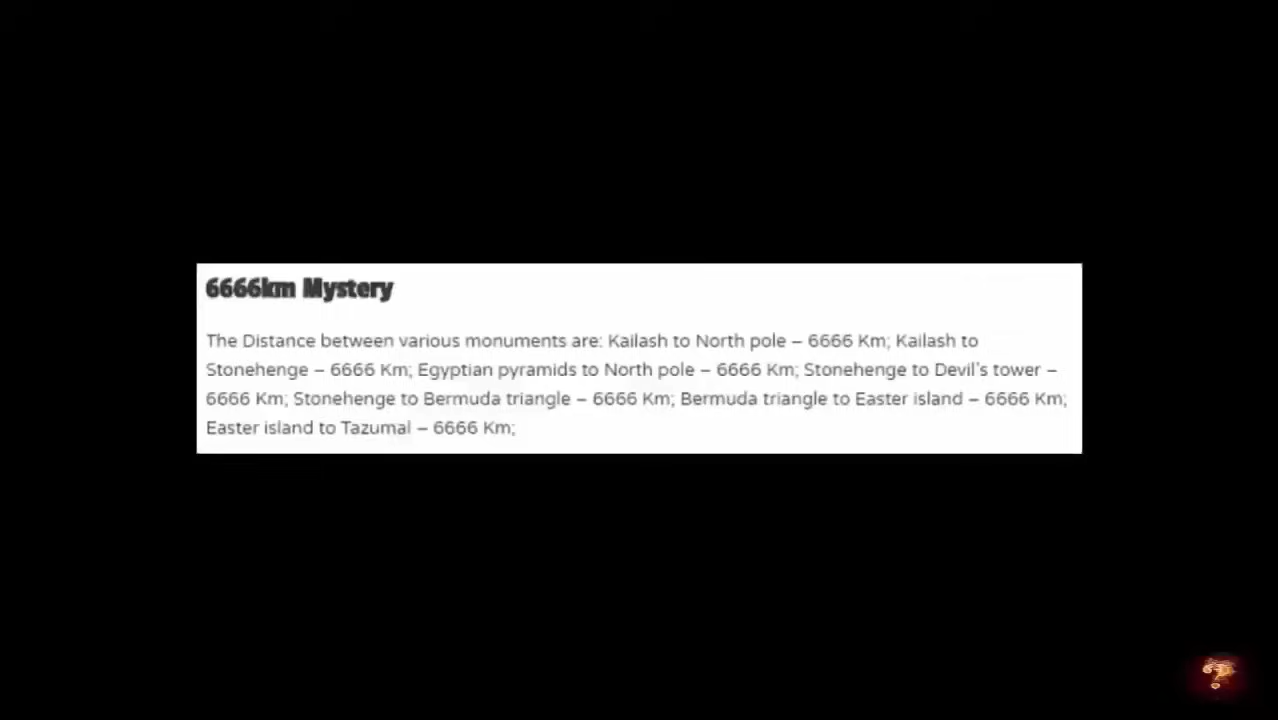 6666km Mystery
The Distance between various monuments are: Kailash to North pole – 6666 Km; Kailash to
Stonehenge – 6666 Km; Egyptian pyramids to North pole – 6666 Km; Stonehenge to Devil's tower –
6666 Km; Stonehenge to Bermuda triangle – 6666 Km; Bermuda triangle to Easter island – 6666 Km;
Easter island to Tazumal – 6666 Km;